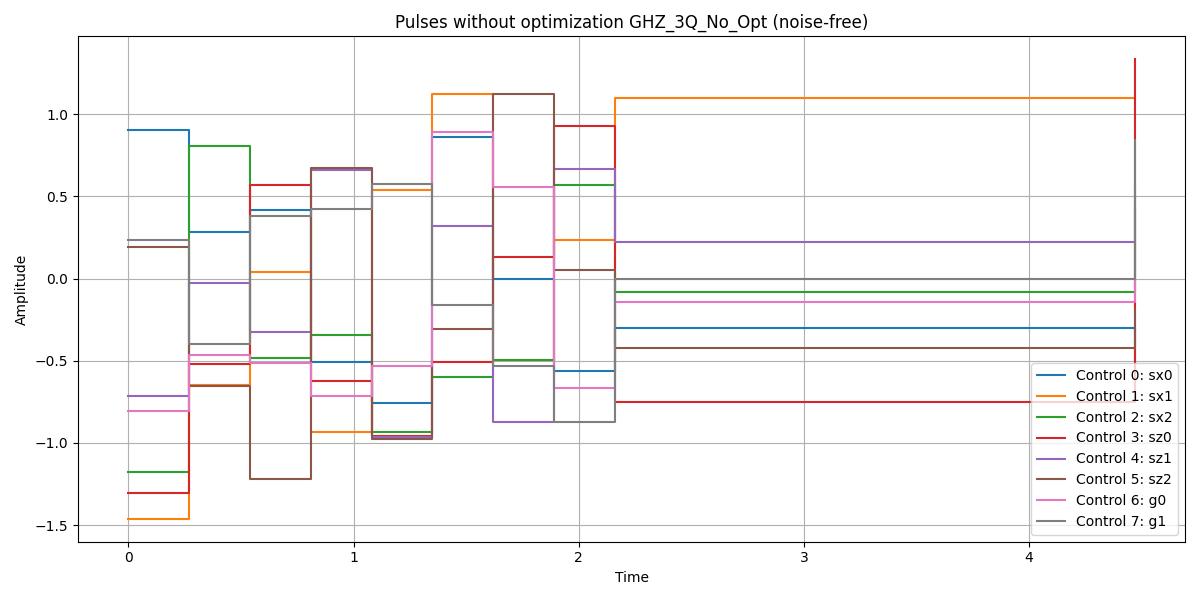 Pulses without optimization GHZ_3Q_No_Opt (noise-free)
Amplitude
1.0
0.5
0.0
−0.5
−1.0
−1.5
0
1
2
3
4
Time
Control 0: sx0
Control 1: sx1
Control 2: sx2
Control 3: sz0
Control 4: sz1
Control 5: sz2
Control 6: g0
Control 7: g1